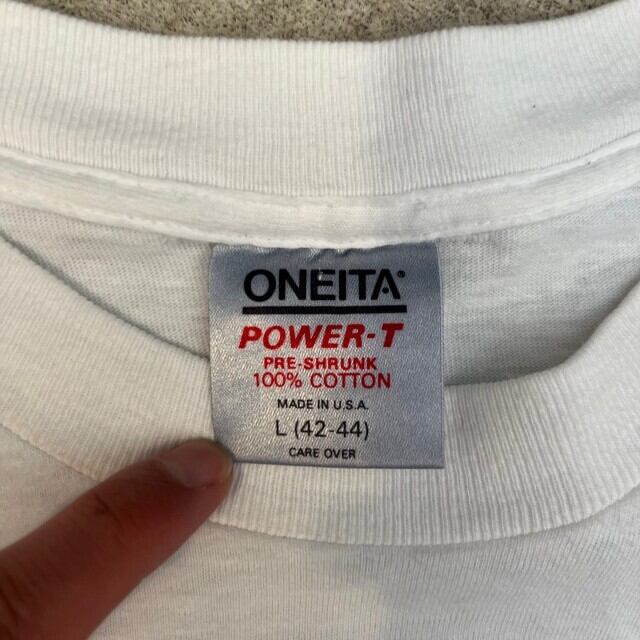 ONEITA®
POWER-T
PRE-SHRUNK
100% COTTON
MADE IN U.S.A.
L (42-44)
CARE OVER